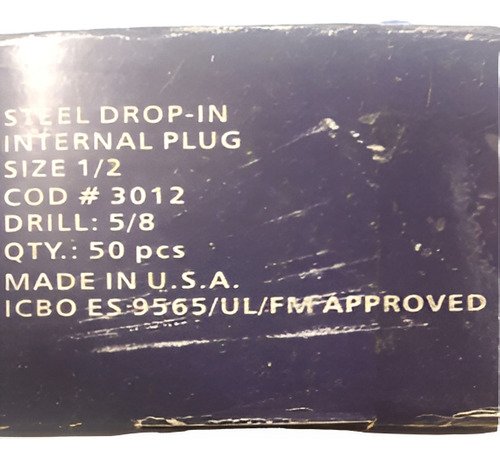 STEEL DROP-IN
INTERNAL PLUG
SIZE 1/2
COD # 3012
DRILL: 5/8
QTY.: 50 pcs
MADE IN U.S.A.
ICBO ES-9565/UL/FM APPROVED